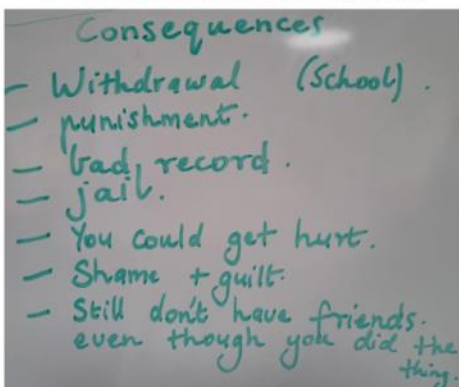 Consequences
- Withdrawal (School).
- punishment.
- bad record.
- jail.
- You could get hurt.
- Shame + guilt.
- Still don't have friends.
even though you did the
thing.